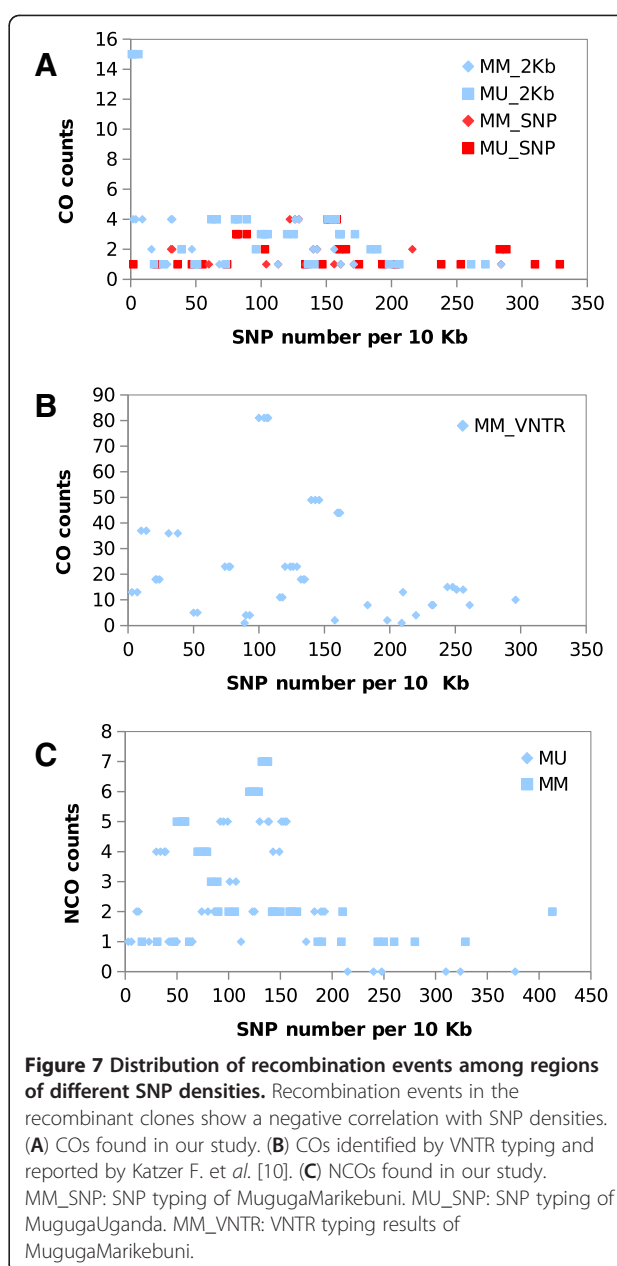 A
16
14
12
10
8
6
4
2
0
CO counts
0 50 100 150 200 250 300 350
SNP number per 10 Kb
MM_2Kb
MU_2Kb
MM_SNP
MU_SNP
B
90
80
70
60
50
40
30
20
10
0
CO counts
0 50 100 150 200 250 300 350
SNP number per 10 Kb
MM_VNTR
C
8
7
6
5
4
3
2
1
0
NCO counts
0 50 100 150 200 250 300 350 400 450
SNP number per 10 Kb
MU
MM
Figure 7 Distribution of recombination events among regions
of different SNP densities. Recombination events in the
recombinant clones show a negative correlation with SNP densities.
(A) COs found in our study. (B) COs identified by VNTR typing and
reported by Katzer F. et al. [10]. (C) NCOs found in our study.
MM_SNP: SNP typing of MugugaMarikebuni. MU_SNP: SNP typing of
MugugaUganda. MM_VNTR: VNTR typing results of
MugugaMarikebuni.